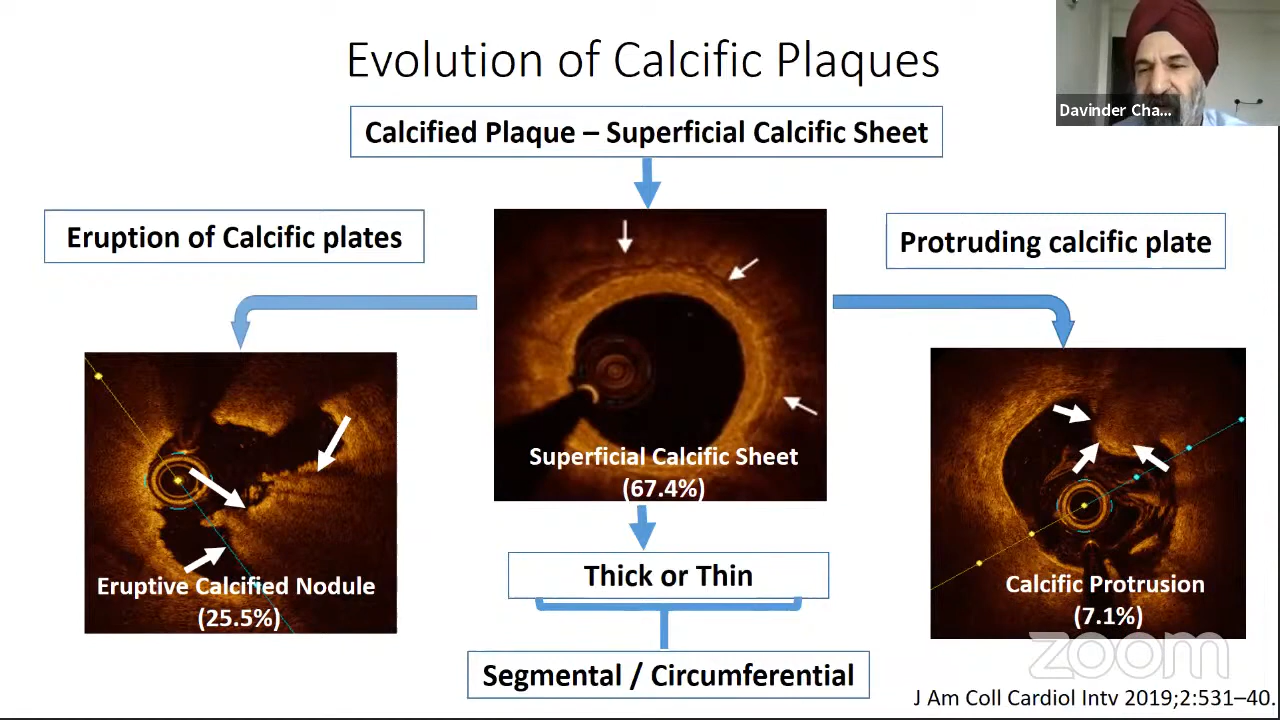 Evolution of Calcific Plaques
Davinder Cha...
Calcified Plaque – Superficial Calcific Sheet
Eruption of Calcific plates
Protruding calcific plate
Superficial Calcific Sheet
(67.4%)
Eruptive Calcified Nodule
(25.5%)
Calcific Protrusion
(7.1%)
Thick or Thin
Segmental / Circumferential
zoom
J Am Coll Cardiol Intv 2019;2:531–40.